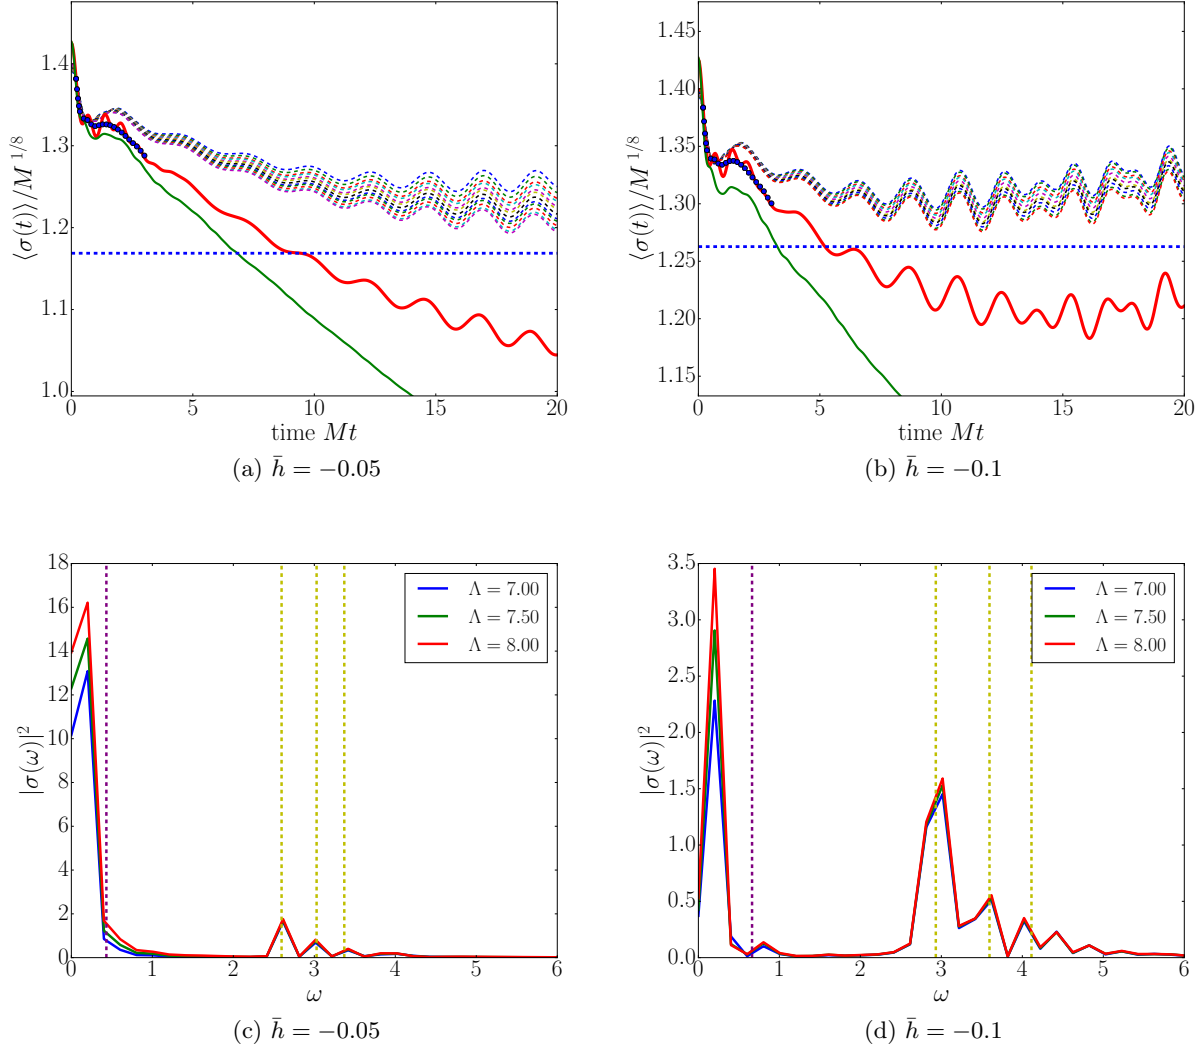 1.4
1.3
1.2
1.1
1.0
⟨σ(t)⟩/M^{1/8}
0 5 10 15 20
time Mt
(a) h̄ = −0.05
1.45
1.40
1.35
1.30
1.25
1.20
1.15
⟨σ(t)⟩/M^{1/8}
0 5 10 15 20
time Mt
(b) h̄ = −0.1
18
16
14
12
10
8
6
4
2
0
|σ(ω)|²
Λ = 7.00
Λ = 7.50
Λ = 8.00
0 1 2 3 4 5 6
ω
(c) h̄ = −0.05
3.5
3.0
2.5
2.0
1.5
1.0
0.5
0.0
|σ(ω)|²
Λ = 7.00
Λ = 7.50
Λ = 8.00
0 1 2 3 4 5 6
ω
(d) h̄ = −0.1